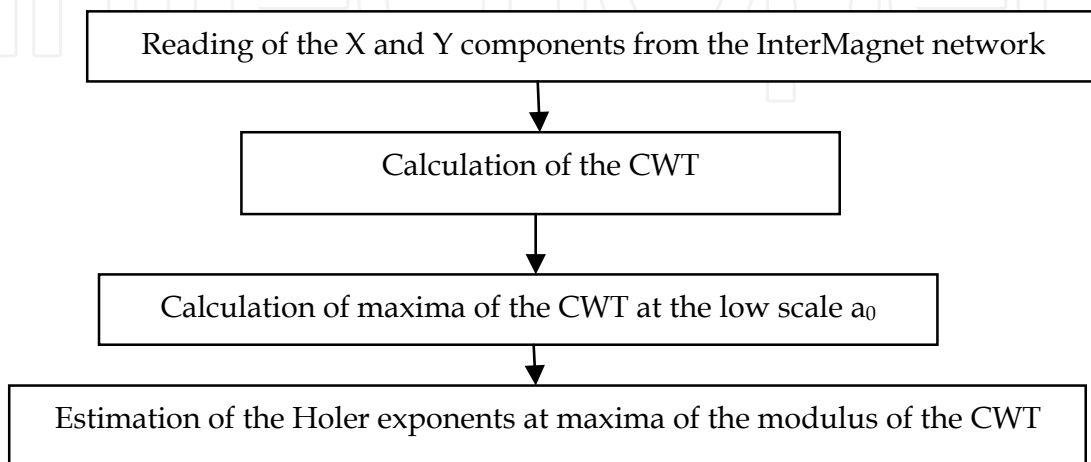 Reading of the X and Y components from the InterMagnet network
Calculation of the CWT
Calculation of maxima of the CWT at the low scale a₀
Estimation of the Holer exponents at maxima of the modulus of the CWT